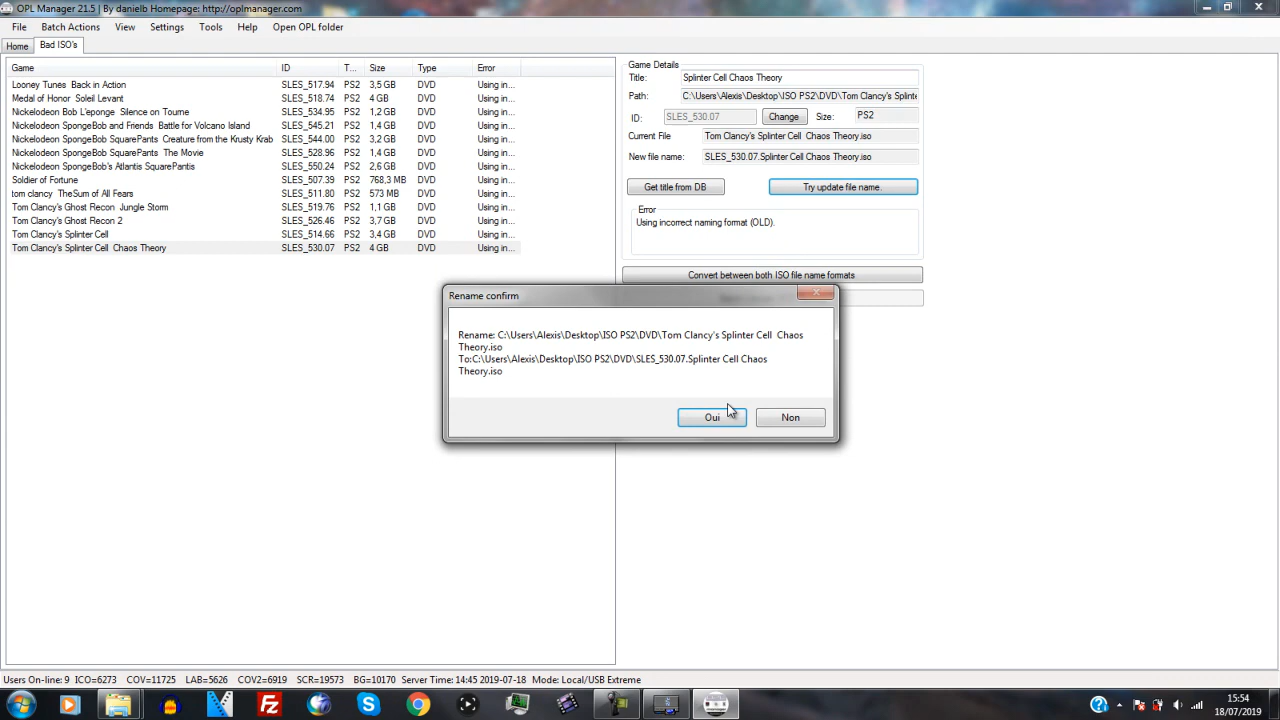 OPL Manager 21.5 | By danielb Homepage: http://oplmanager.com
File Batch Actions View Settings Tools Help Open OPL folder
Home Bad ISO's
Game ID T... Size Type Error
Looney Tunes Back in Action SLES_517.94 PS2 3,5 GB DVD Using in...
Medal of Honor Soleil Levant SLES_518.74 PS2 4 GB DVD Using in...
Nickelodeon Bob L'eponge Silence on Tourne SLES_534.95 PS2 1,2 GB DVD Using in...
Nickelodeon SpongeBob and Friends Battle for Volcano Island SLES_545.21 PS2 1,4 GB DVD Using in...
Nickelodeon SpongeBob SquarePants Creature from the Krusty Krab SLES_544.00 PS2 3,2 GB DVD Using in...
Nickelodeon SpongeBob SquarePants The Movie SLES_528.96 PS2 1,4 GB DVD Using in...
Nickelodeon SpongeBob's Atlantis SquarePantis SLES_550.24 PS2 2,6 GB DVD Using in...
Soldier of Fortune SLES_507.39 PS2 768,3 MB DVD Using in...
tom clancy TheSum of All Fears SLES_511.80 PS2 573 MB DVD Using in...
Tom Clancy's Ghost Recon Jungle Storm SLES_519.76 PS2 1,1 GB DVD Using in...
Tom Clancy's Ghost Recon 2 SLES_526.46 PS2 3,7 GB DVD Using in...
Tom Clancy's Splinter Cell SLES_514.66 PS2 3,4 GB DVD Using in...
Tom Clancy's Splinter Cell Chaos Theory SLES_530.07 PS2 4 GB DVD Using in...
Game Details
Title: Splinter Cell Chaos Theory
Path: C:\Users\Alexis\Desktop\ISO PS2\DVD\Tom Clancy's Splinte
ID: SLES_530.07 Change Size: PS2
Current File Tom Clancy's Splinter Cell Chaos Theory.iso
New file name: SLES_530.07.Splinter Cell Chaos Theory.iso
Get title from DB Try update file name.
Error
Using incorrect naming format (OLD).
Convert between both ISO file name formats
Rename confirm
Rename: C:\Users\Alexis\Desktop\ISO PS2\DVD\Tom Clancy's Splinter Cell Chaos
Theory.iso
To:C:\Users\Alexis\Desktop\ISO PS2\DVD\SLES_530.07.Splinter Cell Chaos
Theory.iso
Oui Non
Users On-line: 9 ICO=6273 COV=11725 LAB=5626 COV2=6919 SCR=19573 BG=10170 Server Time: 14:45 2019-07-18 Mode: Local/USB Extreme
15:54
18/07/2019